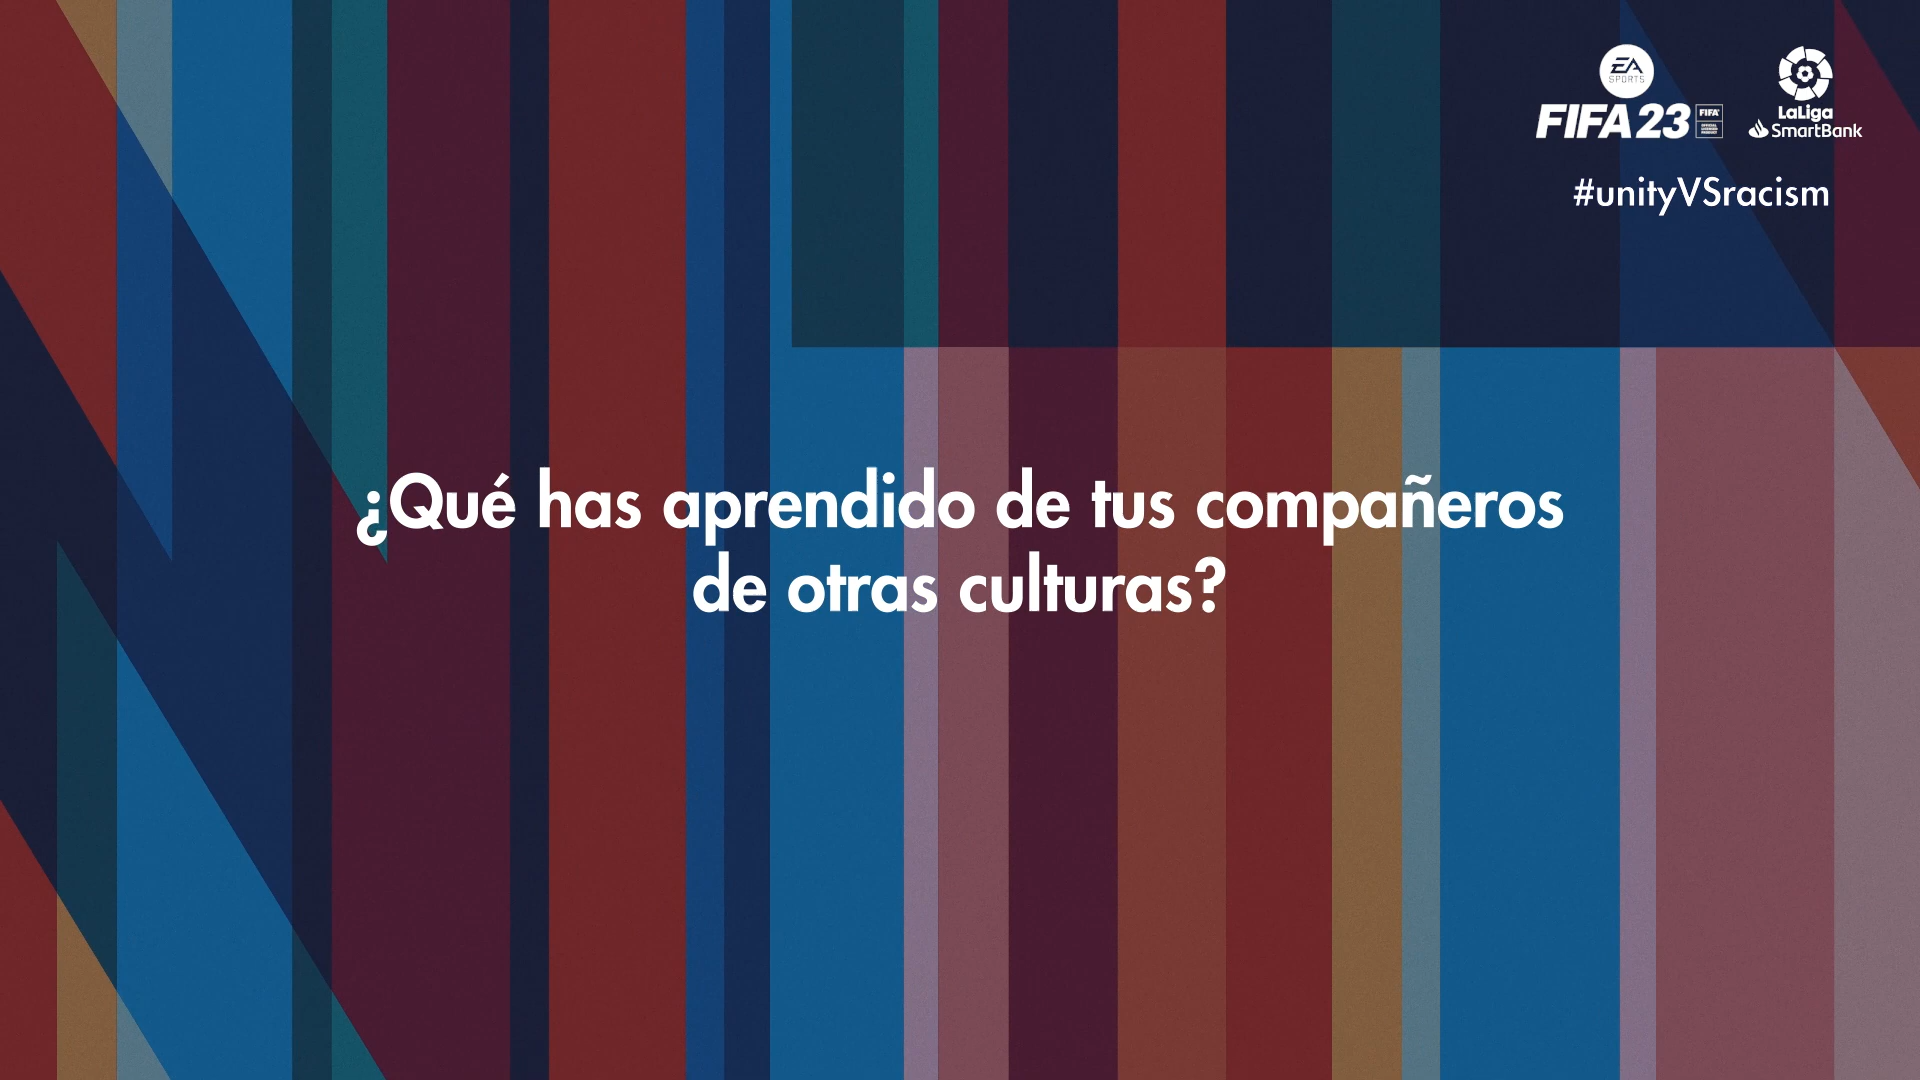 EA
SPORTS
FIFA 23
FIFA
LaLiga
SmartBank
#unityVSracism
¿Qué has aprendido de tus compañeros
de otras culturas?